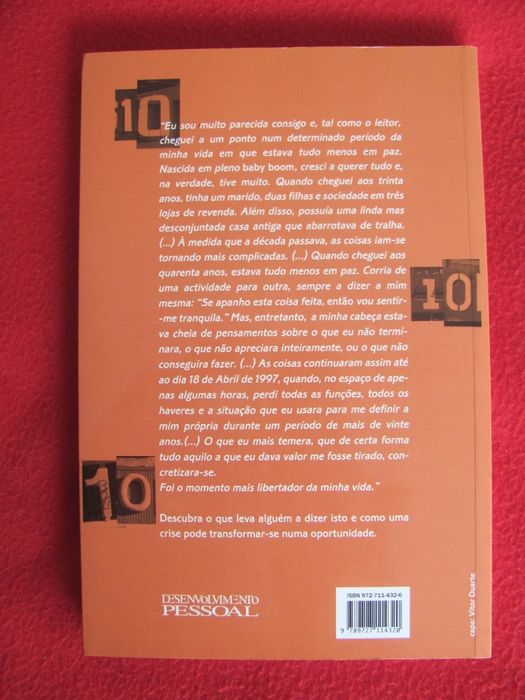 10
“Eu sou muito parecida consigo e, tal como o leitor,
cheguei a um ponto num determinado período da
minha vida em que estava tudo menos em paz.
Nascida em pleno baby boom, cresci a querer tudo e,
na verdade, tive muito. Quando cheguei aos trinta
anos, tinha um marido, duas filhas e sociedade em três
lojas de revenda. Além disso, possuía uma linda mas
desconjuntada casa antiga que abarrotava de tralha.
(...) À medida que a década passava, as coisas iam-se
tornando mais complicadas. (...) Quando cheguei aos
quarenta anos, estava tudo menos em paz. Corria de
uma actividade para outra, sempre a dizer a mim
mesma: “Se apanho esta coisa feita, então vou sentir-
-me tranquila.” Mas, entretanto, a minha cabeça esta-
va cheia de pensamentos sobre o que eu não termi-
nara, o que não apreciara inteiramente, ou o que não
conseguira fazer. (...) As coisas continuaram assim até
ao dia 18 de Abril de 1997, quando, no espaço de ape-
nas algumas horas, perdi todas as funções, todos os
haveres e a situação que eu usara para me definir a
mim própria durante um período de mais de vinte
anos.(...) O que eu mais temera, que de certa forma
tudo aquilo a que eu dava valor me fosse tirado, con-
cretizara-se.
Foi o momento mais libertador da minha vida.”
10
10
Descubra o que leva alguém a dizer isto e como uma
crise pode transformar-se numa oportunidade.
DESENVOLVIMENTO
PESSOAL
ISBN 972-711-432-6
9 789727 114320
capa: Vitor Duarte